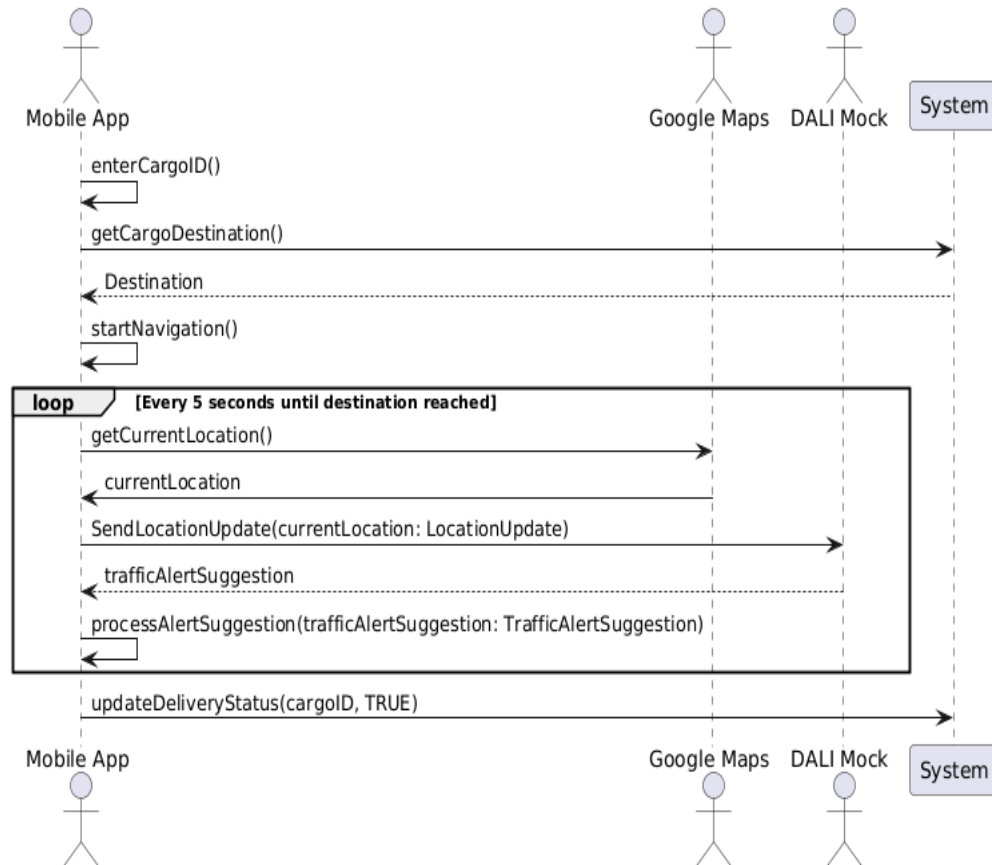 Mobile App
Google Maps
DALI Mock
System
enterCargoID()
getCargoDestination()
Destination
startNavigation()
loop [Every 5 seconds until destination reached]
getCurrentLocation()
currentLocation
SendLocationUpdate(currentLocation: LocationUpdate)
trafficAlertSuggestion
processAlertSuggestion(trafficAlertSuggestion: TrafficAlertSuggestion)
updateDeliveryStatus(cargoID, TRUE)
Mobile App
Google Maps
DALI Mock
System